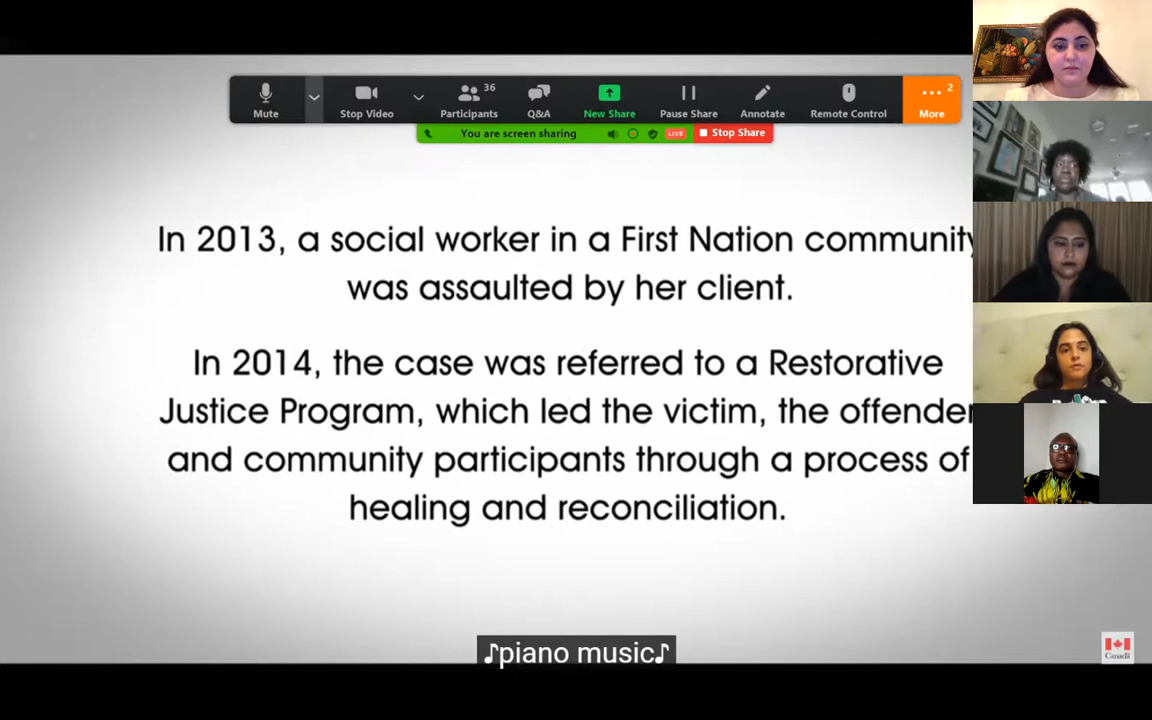 36
2
Mute
Stop Video
Participants
Q&A
New Share
Pause Share
Annotate
Remote Control
More
You are screen sharing
LIVE
Stop Share
In 2013, a social worker in a First Nation community
was assaulted by her client.
In 2014, the case was referred to a Restorative
Justice Program, which led the victim, the offender
and community participants through a process of
healing and reconciliation.
♪piano music♪
Canada